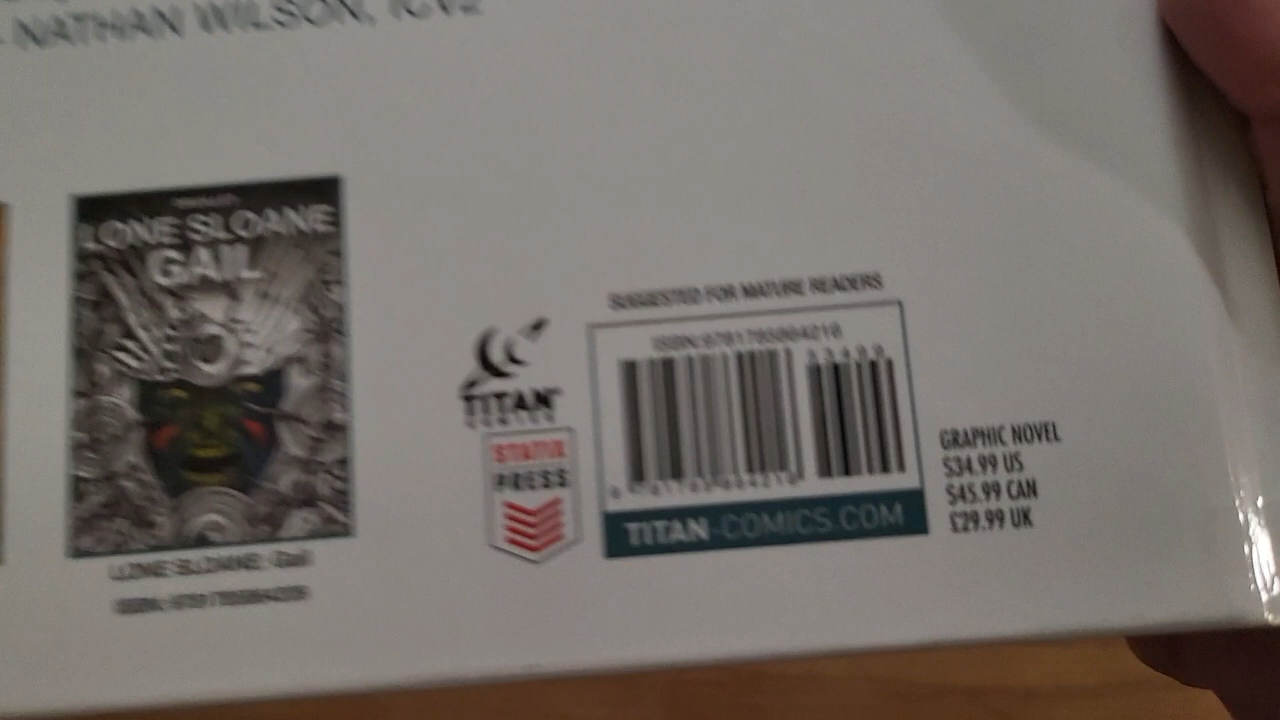 - NATHAN WILSON, ICV2
LONE SLOANE
GAIL
LONE SLOANE: Gail
SUGGESTED FOR MATURE READERS
TITAN
COMICS
STATIX
PRESS
TITAN-COMICS.COM
GRAPHIC NOVEL
$34.99 US
$45.99 CAN
£29.99 UK